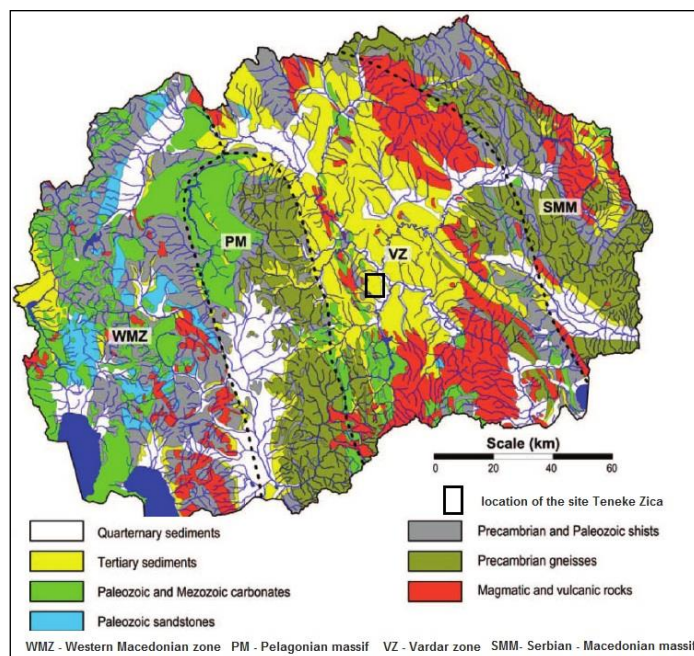 SMM
PM
VZ
WMZ
Scale (km)
0 20 40 60
location of the site Teneke Zica
Quarternary sediments
Tertiary sediments
Paleozoic and Mezozoic carbonates
Paleozoic sandstones
Precambrian and Paleozoic shists
Precambrian gneisses
Magmatic and vulcanic rocks
WMZ - Western Macedonian zone PM - Pelagonian massif VZ - Vardar zone SMM- Serbian - Macedonian massif